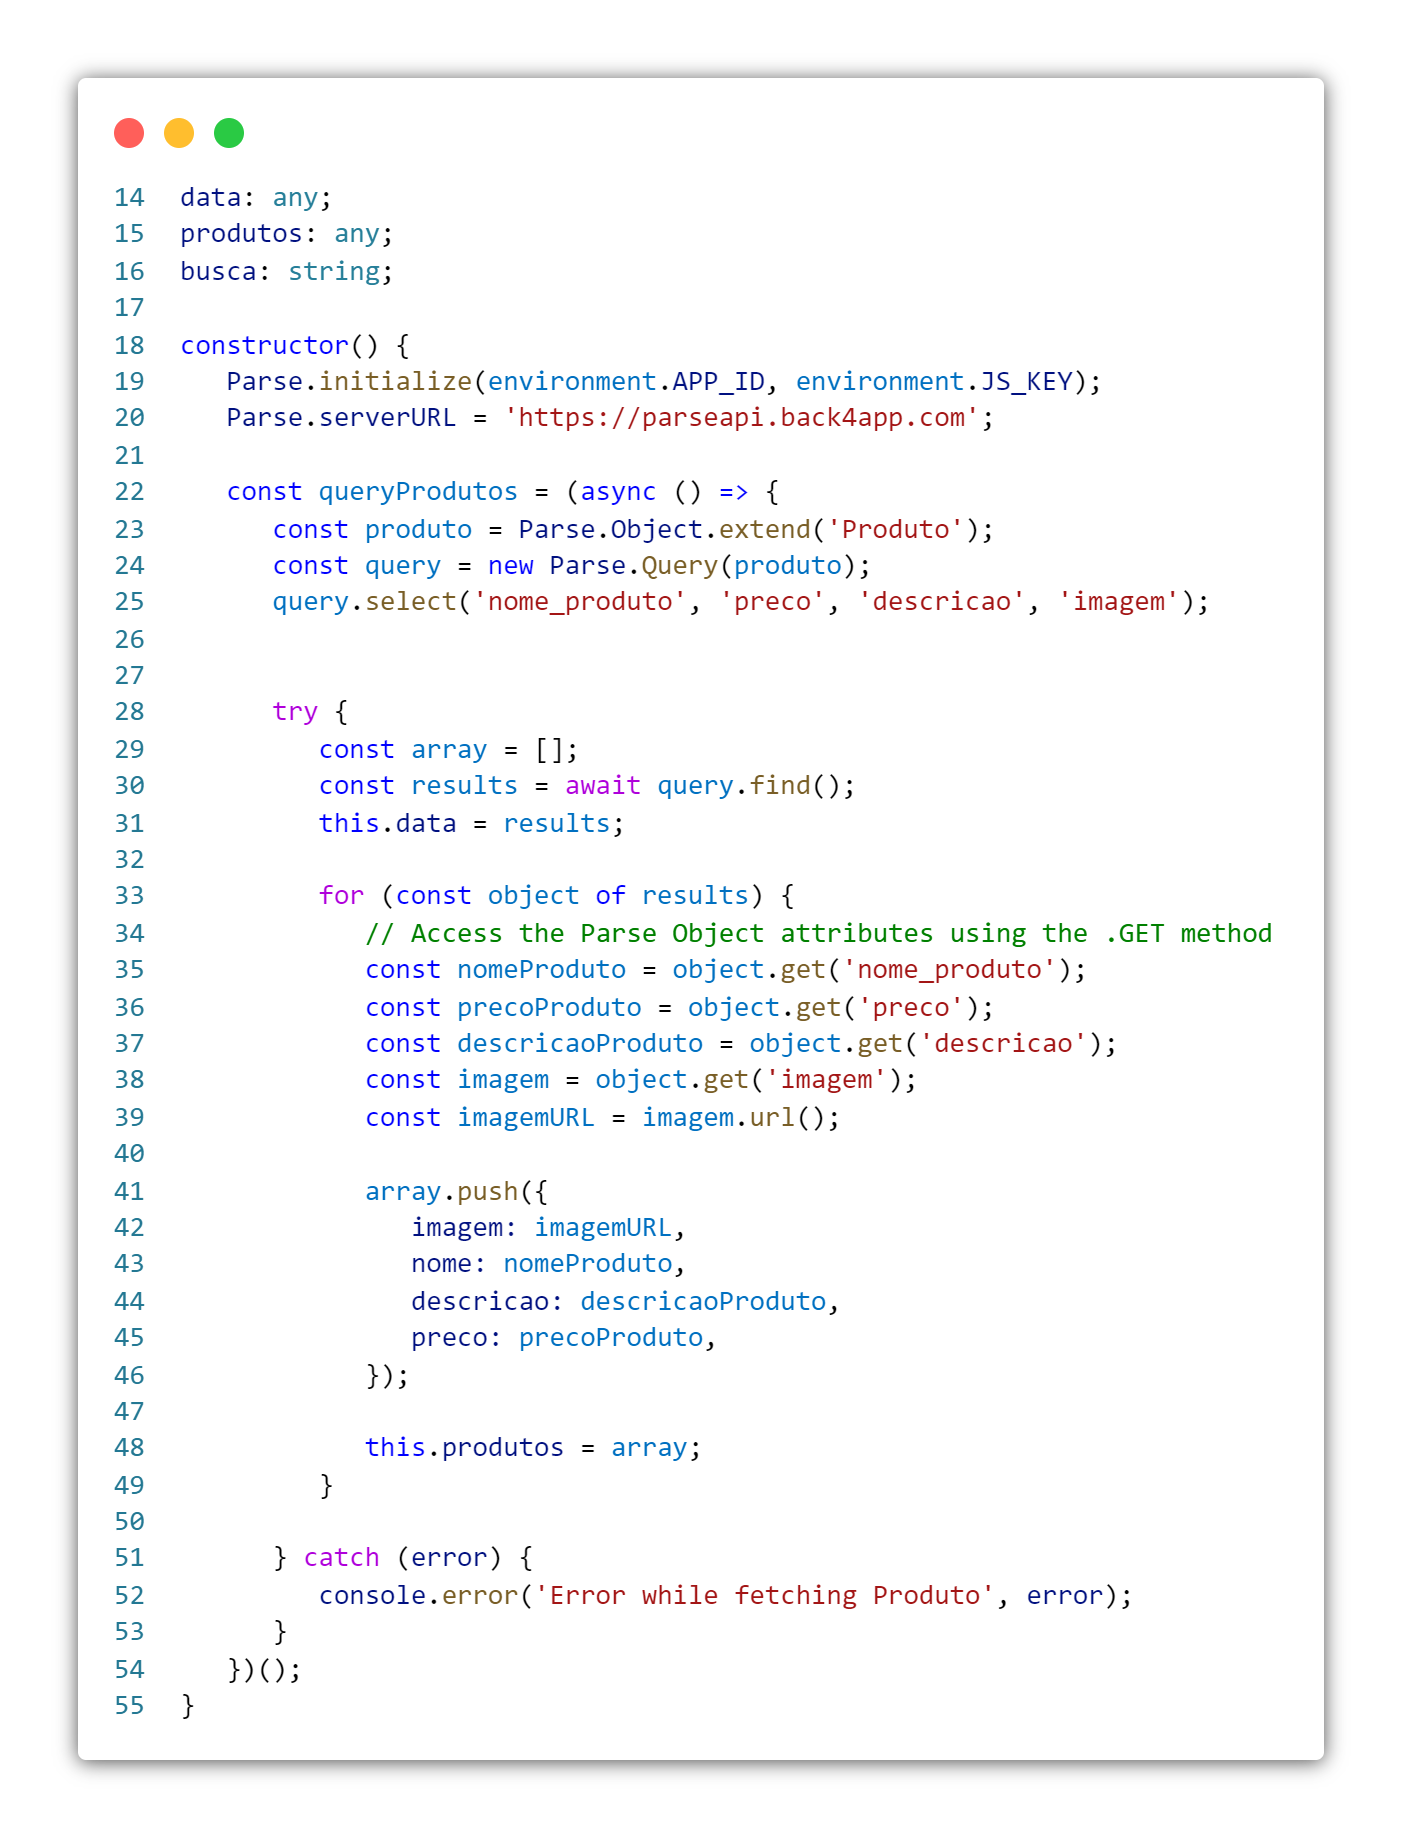 14 data: any;
15 produtos: any;
16 busca: string;
17
18 constructor() {
19    Parse.initialize(environment.APP_ID, environment.JS_KEY);
20    Parse.serverURL = 'https://parseapi.back4app.com';
21
22    const queryProdutos = (async () => {
23       const produto = Parse.Object.extend('Produto');
24       const query = new Parse.Query(produto);
25       query.select('nome_produto', 'preco', 'descricao', 'imagem');
26
27
28       try {
29          const array = [];
30          const results = await query.find();
31          this.data = results;
32
33          for (const object of results) {
34             // Access the Parse Object attributes using the .GET method
35             const nomeProduto = object.get('nome_produto');
36             const precoProduto = object.get('preco');
37             const descricaoProduto = object.get('descricao');
38             const imagem = object.get('imagem');
39             const imagemURL = imagem.url();
40
41             array.push({
42                imagem: imagemURL,
43                nome: nomeProduto,
44                descricao: descricaoProduto,
45                preco: precoProduto,
46             });
47
48             this.produtos = array;
49          }
50
51       } catch (error) {
52          console.error('Error while fetching Produto', error);
53       }
54    })();
55 }